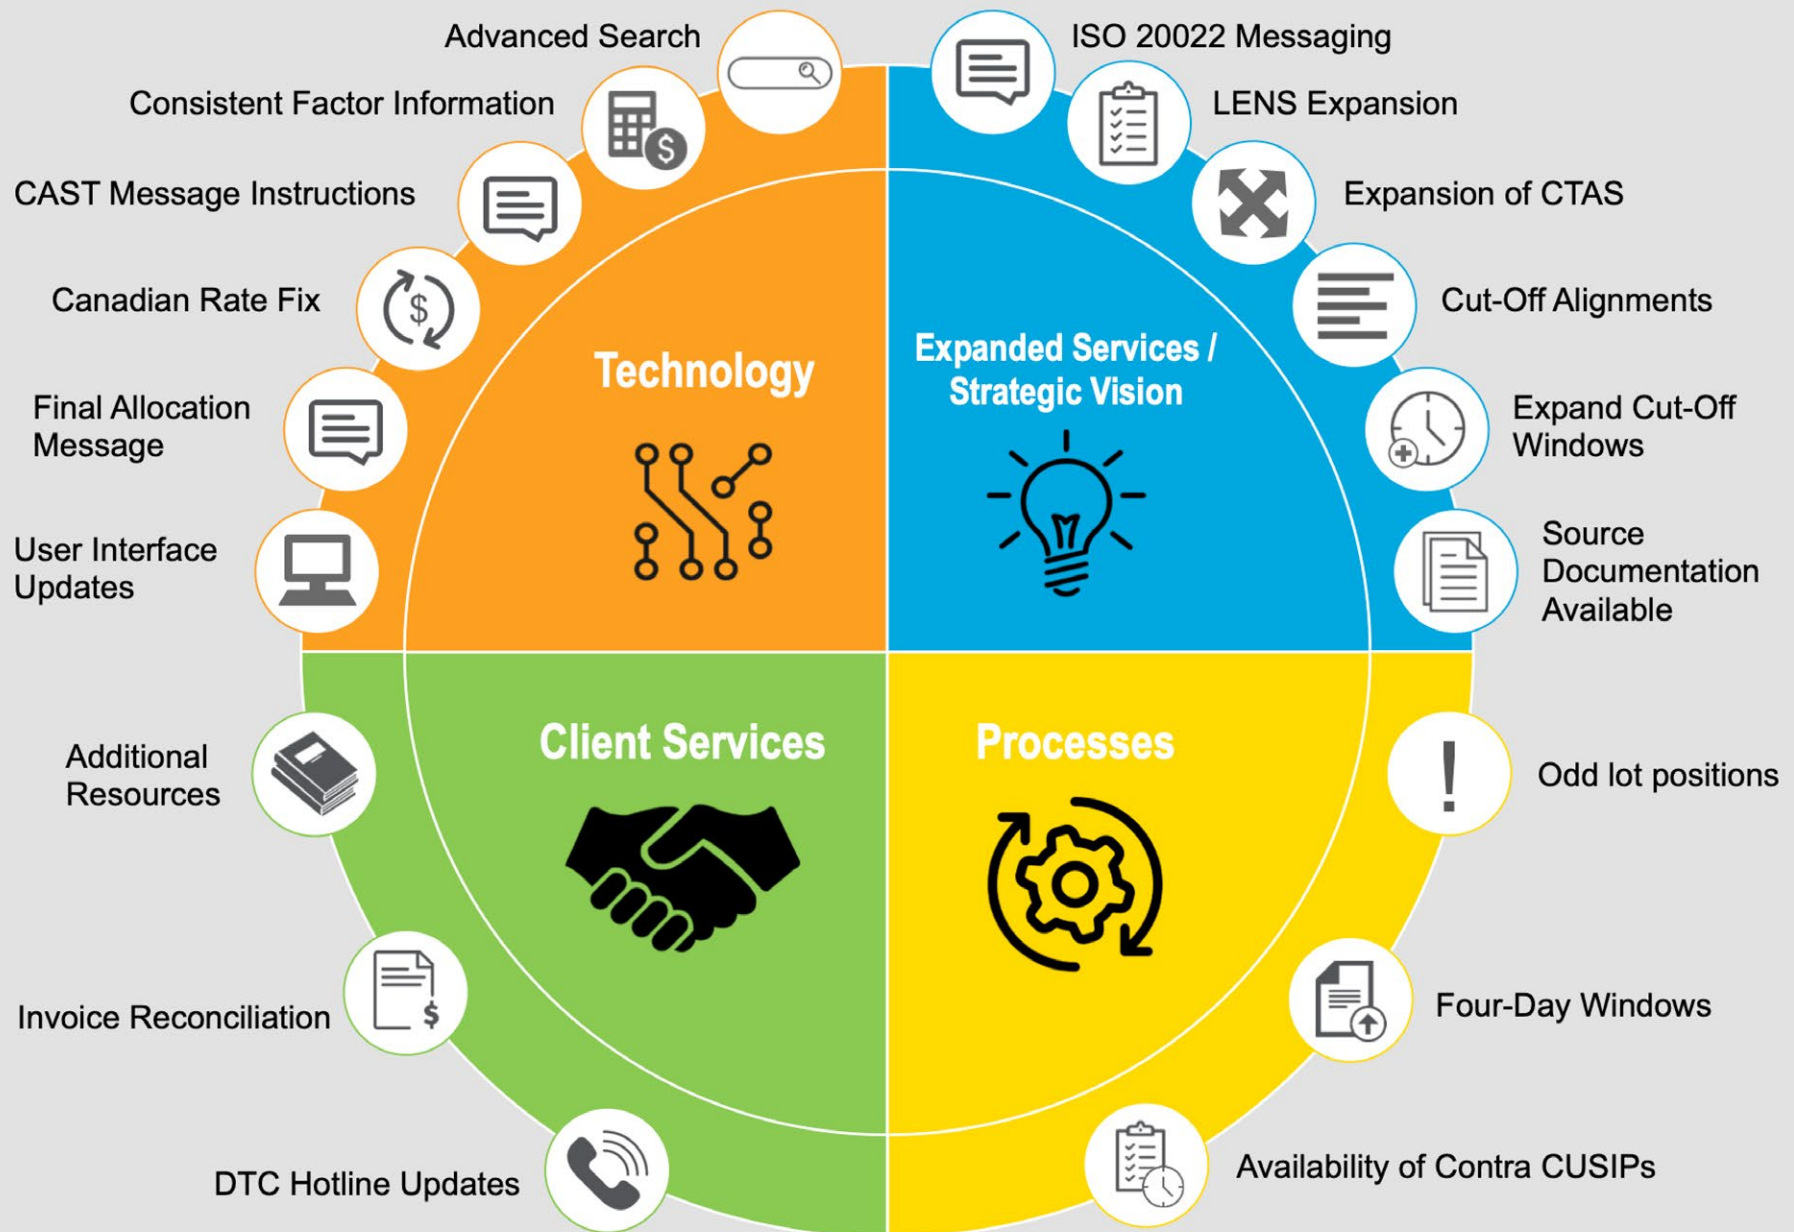 Advanced Search
Consistent Factor Information
CAST Message Instructions
Canadian Rate Fix
Final Allocation
Message
User Interface
Updates
Technology
ISO 20022 Messaging
LENS Expansion
Expansion of CTAS
Cut-Off Alignments
Expand Cut-Off
Windows
Source
Documentation
Available
Expanded Services /
Strategic Vision
Additional
Resources
Invoice Reconciliation
DTC Hotline Updates
Client Services
Processes
Odd lot positions
Four-Day Windows
Availability of Contra CUSIPs